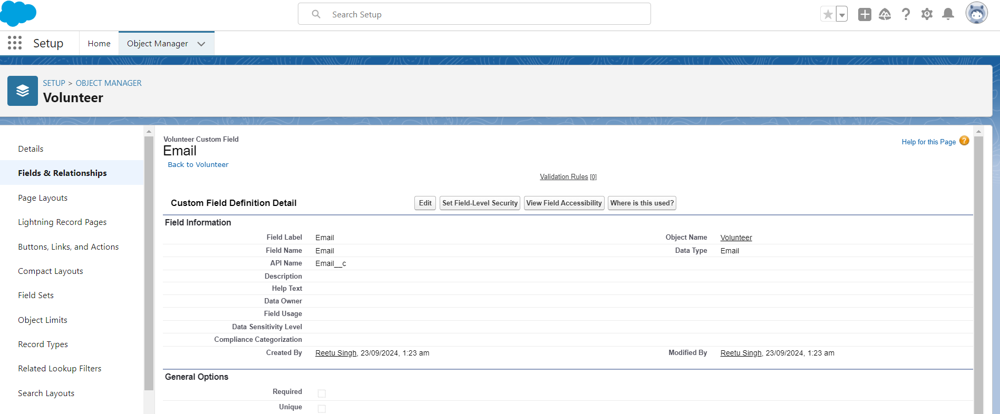 Search Setup
Setup
Home
Object Manager
SETUP > OBJECT MANAGER
Volunteer
Details
Fields & Relationships
Page Layouts
Lightning Record Pages
Buttons, Links, and Actions
Compact Layouts
Field Sets
Object Limits
Record Types
Related Lookup Filters
Search Layouts
Volunteer Custom Field
Email
Back to Volunteer
Help for this Page ?
Validation Rules [0]
Custom Field Definition Detail Edit Set Field-Level Security View Field Accessibility Where is this used?
Field Information
Field Label Email Object Name Volunteer
Field Name Email Data Type Email
API Name Email__c
Description
Help Text
Data Owner
Field Usage
Data Sensitivity Level
Compliance Categorization
Created By Reetu Singh, 23/09/2024, 1:23 am Modified By Reetu Singh, 23/09/2024, 1:23 am
General Options
Required
Unique